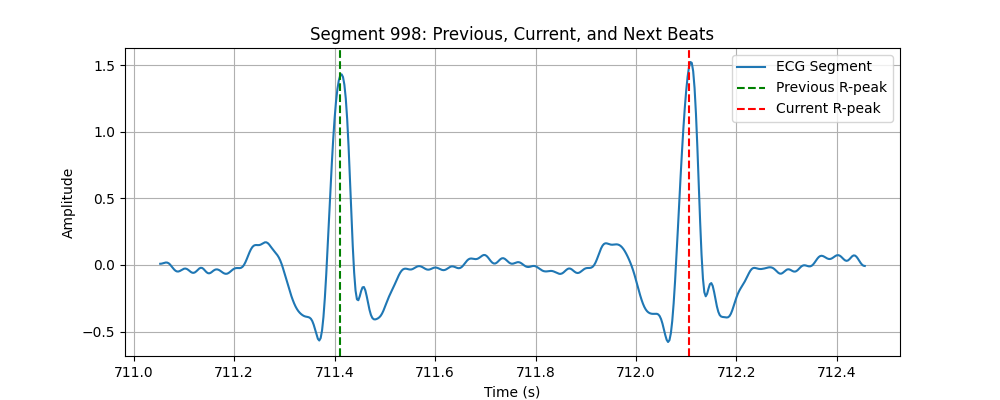 Segment 998: Previous, Current, and Next Beats
ECG Segment
Previous R-peak
Current R-peak
Amplitude
1.5
1.0
0.5
0.0
−0.5
711.0 711.2 711.4 711.6 711.8 712.0 712.2 712.4
Time (s)